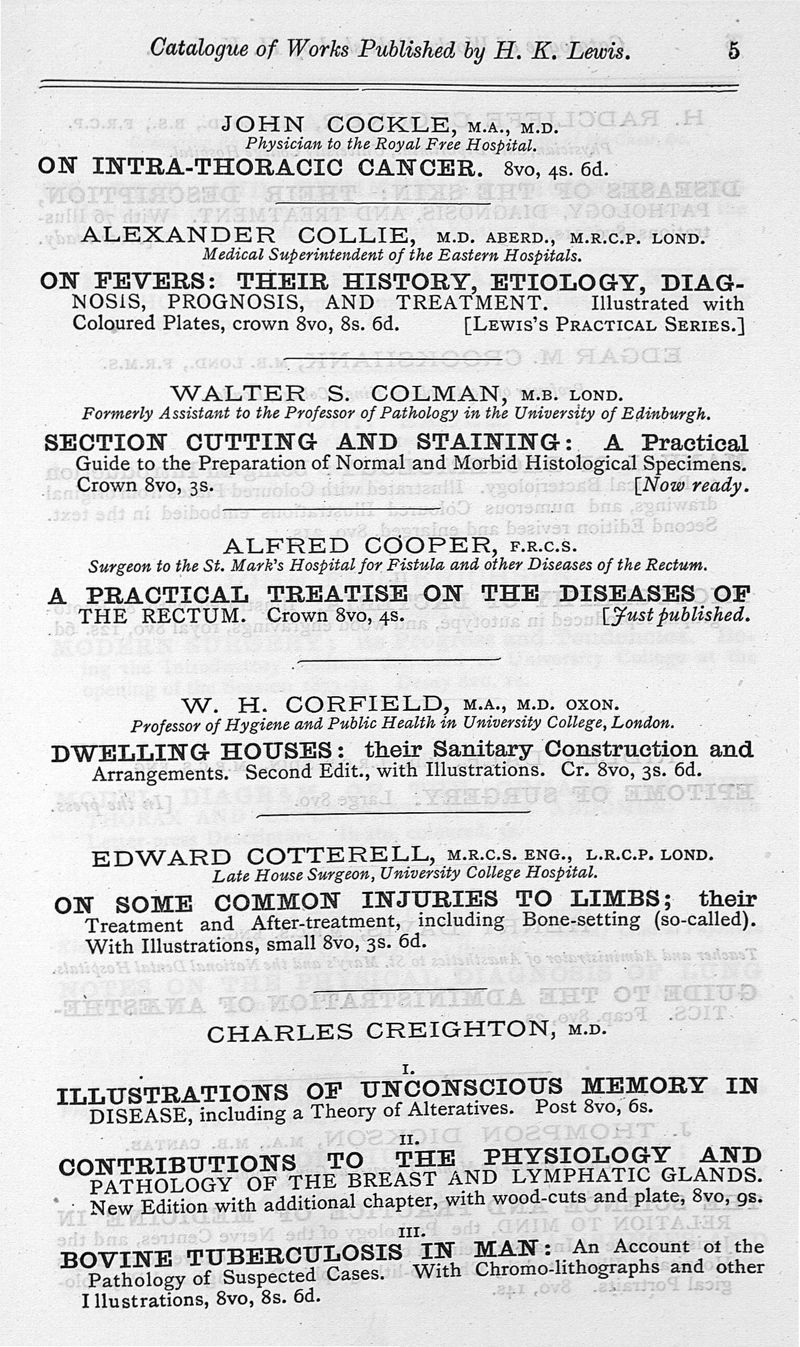 Catalogue of Works Published by H. K. Lewis. 5
JOHN COCKLE, M.A., M.D.
Physician to the Royal Free Hospital.
ON INTRA-THORACIC CANCER. 8vo, 4s. 6d.
ALEXANDER COLLIE, M.D. ABERD., M.R.C.P. LOND.
Medical Superintendent of the Eastern Hospitals.
ON FEVERS: THEIR HISTORY, ETIOLOGY, DIAG-
NOSIS, PROGNOSIS, AND TREATMENT. Illustrated with
Coloured Plates, crown 8vo, 8s. 6d. [LEWIS'S PRACTICAL SERIES.]
WALTER S. COLMAN, M.B. LOND.
Formerly Assistant to the Professor of Pathology in the University of Edinburgh.
SECTION CUTTING AND STAINING: A Practical
Guide to the Preparation of Normal and Morbid Histological Specimens.
Crown 8vo, 3s. [Now ready.
ALFRED COOPER, F.R.C.S.
Surgeon to the St. Mark's Hospital for Fistula and other Diseases of the Rectum.
A PRACTICAL TREATISE ON THE DISEASES OF
THE RECTUM. Crown 8vo, 4s. [Just published.
W. H. CORFIELD, M.A., M.D. OXON.
Professor of Hygiene and Public Health in University College, London.
DWELLING HOUSES: their Sanitary Construction and
Arrangements. Second Edit., with Illustrations. Cr. 8vo, 3s. 6d.
EDWARD COTTERELL, M.R.C.S. ENG., L.R.C.P. LOND.
Late House Surgeon, University College Hospital.
ON SOME COMMON INJURIES TO LIMBS; their
Treatment and After-treatment, including Bone-setting (so-called).
With Illustrations, small 8vo, 3s. 6d.
CHARLES CREIGHTON, M.D.
I.
ILLUSTRATIONS OF UNCONSCIOUS MEMORY IN
DISEASE, including a Theory of Alteratives. Post 8vo, 6s.
II.
CONTRIBUTIONS TO THE PHYSIOLOGY AND
PATHOLOGY OF THE BREAST AND LYMPHATIC GLANDS.
New Edition with additional chapter, with wood-cuts and plate, 8vo, 9s.
III.
BOVINE TUBERCULOSIS IN MAN: An Account of the
Pathology of Suspected Cases. With Chromo-lithographs and other
Illustrations, 8vo, 8s. 6d.